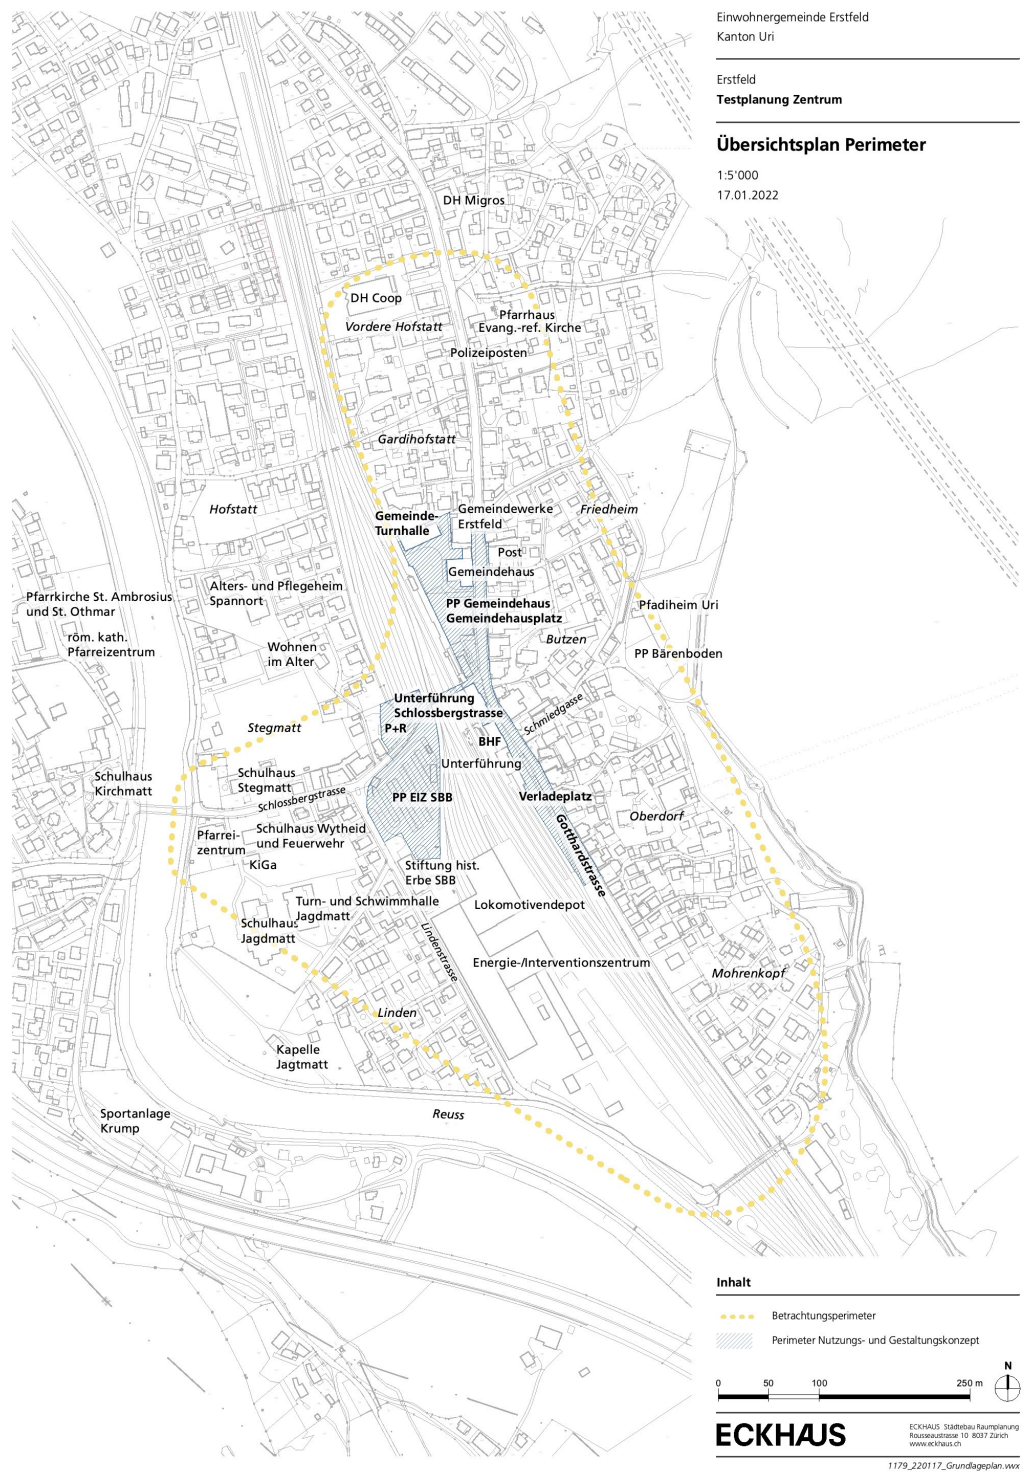 Einwohnergemeinde Erstfeld
Kanton Uri
Erstfeld
Testplanung Zentrum
Übersichtsplan Perimeter
1:5'000
17.01.2022
DH Migros
DH Coop
Vordere Hofstatt
Pfarrhaus
Evang.-ref. Kirche
Polizeiposten
Gardihofstatt
Hofstatt
Gemeinde-
Turnhalle
Gemeindewerke
Erstfeld
Friedheim
Post
Gemeindehaus
Alters- und Pflegeheim
Spannort
Pfarrkirche St. Ambrosius
und St. Othmar
PP Gemeindehaus
Gemeindehausplatz
Pfadiheim Uri
röm. kath.
Pfarreizentrum
Butzen
Wohnen
im Alter
PP Bärenboden
Unterführung
Schlossbergstrasse
P+R
Schmiedgasse
Stegmatt
BHF
Unterführung
Schulhaus
Kirchmatt
Schulhaus
Stegmatt
Schlossbergstrasse
PP EIZ SBB
Verladeplatz
Oberdorf
Gotthardstrasse
Pfarrei-
zentrum
Schulhaus Wytheid
und Feuerwehr
KiGa
Stiftung hist.
Erbe SBB
Turn- und Schwimmhalle
Jagdmatt
Lokomotivendepot
Schulhaus
Jagdmatt
Lindenstrasse
Energie-/Interventionszentrum
Mohrenkopf
Linden
Kapelle
Jagtmatt
Sportanlage
Krump
Reuss
Inhalt
Betrachtungsperimeter
Perimeter Nutzungs- und Gestaltungskonzept
N
0 50 100 250 m
ECKHAUS
ECKHAUS Städtebau Raumplanung
Rousseaustrasse 10 8037 Zürich
www.eckhaus.ch
1179_220117_Grundlageplan.vwx